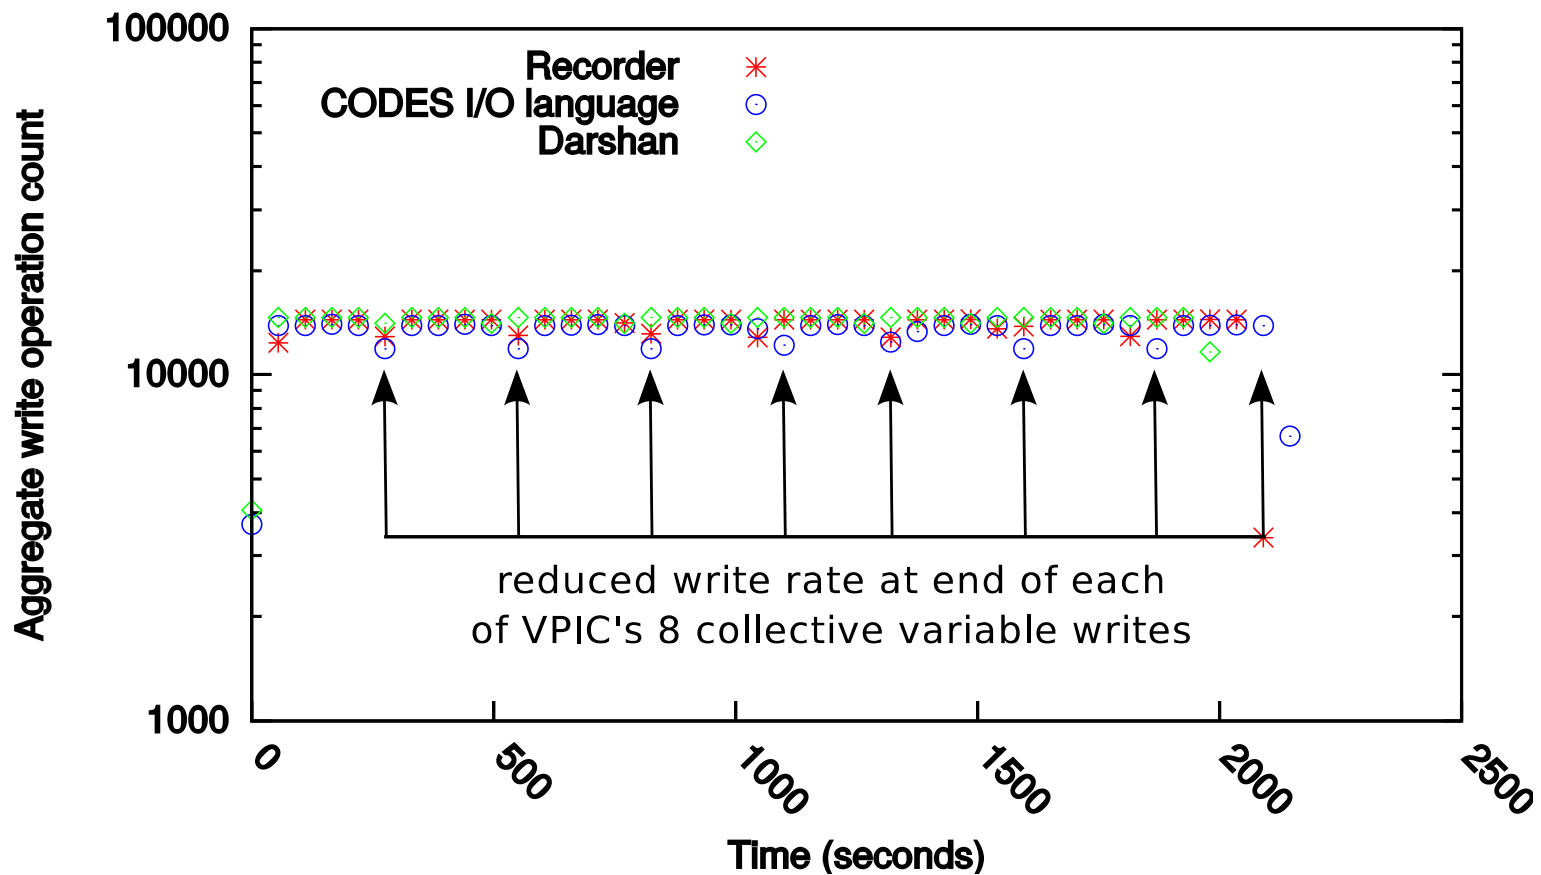 100000
10000
1000
Aggregate write operation count
Recorder
CODES I/O language
Darshan
reduced write rate at end of each
of VPIC's 8 collective variable writes
0
500
1000
1500
2000
2500
Time (seconds)